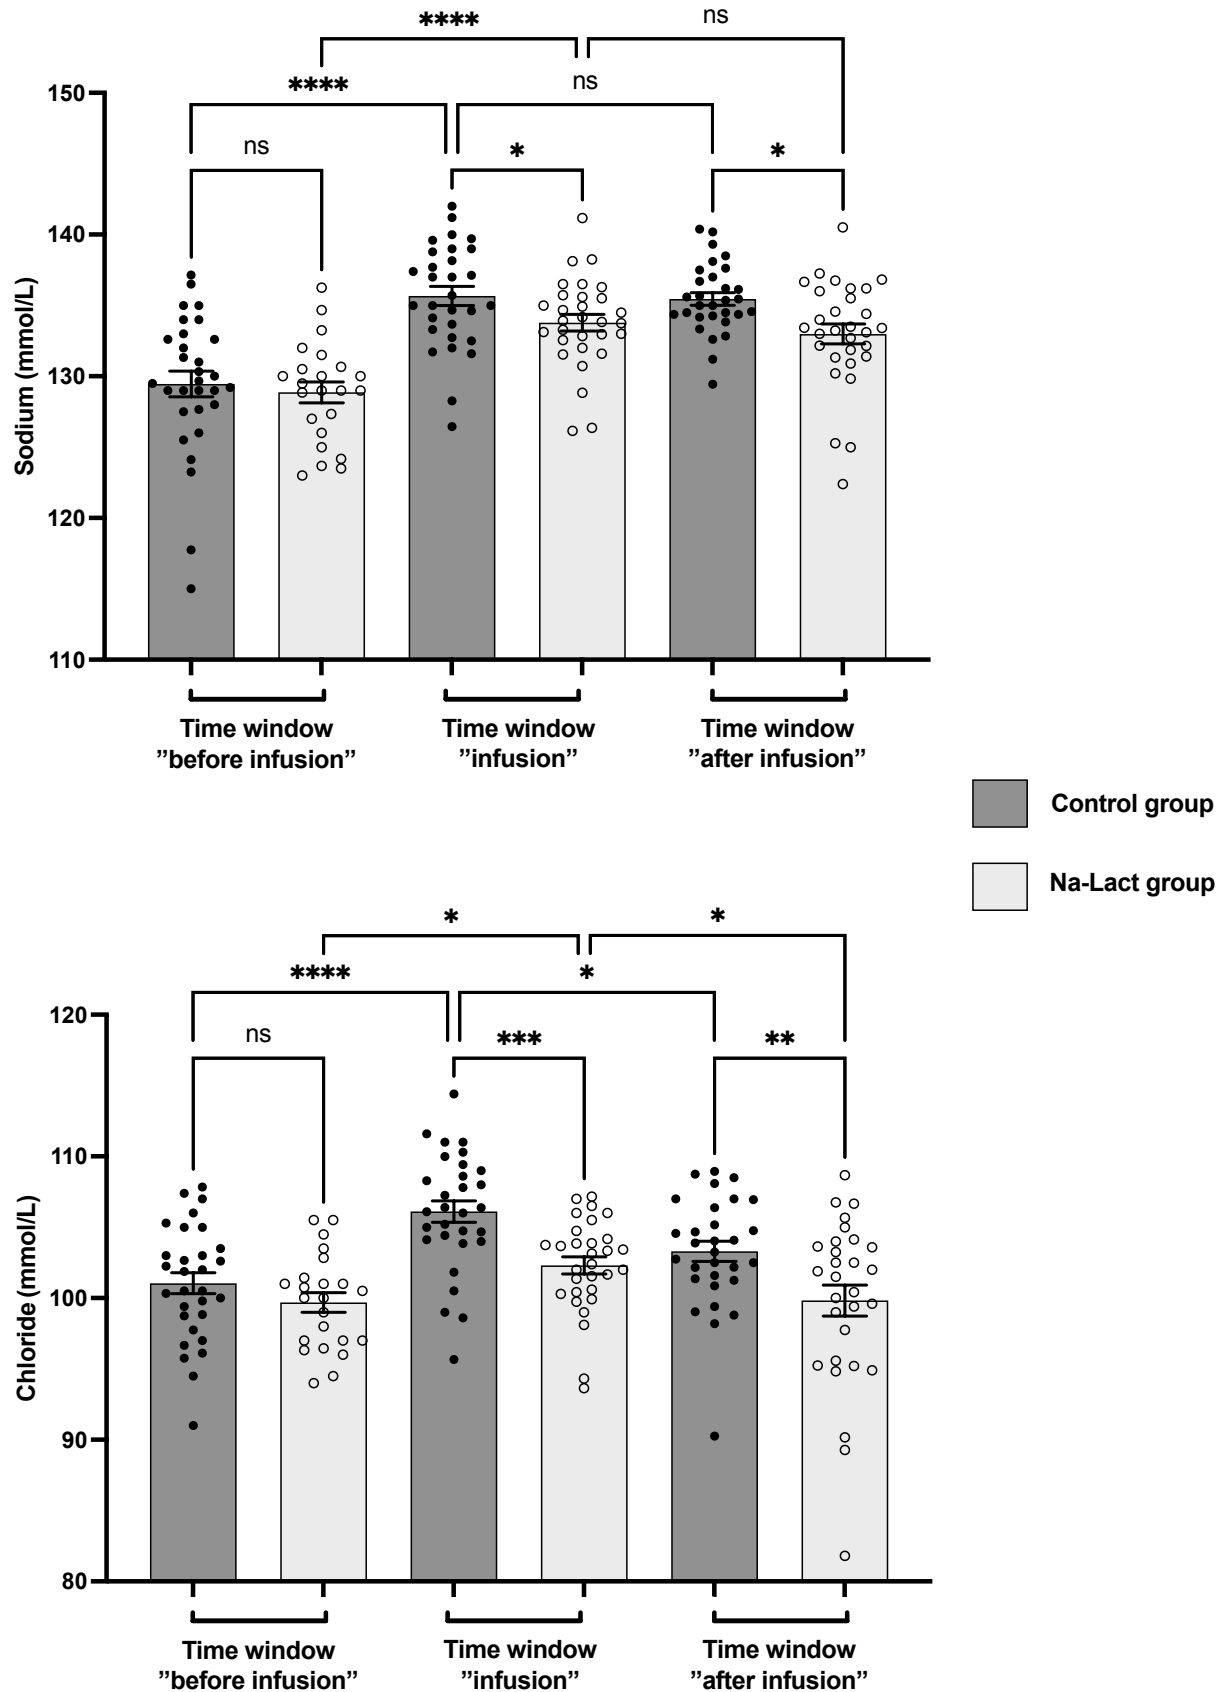 **** ns
**** ns
ns * *
150
140
130
120
110
Sodium (mmol/L)
Time window
”before infusion”
Time window
”infusion”
Time window
”after infusion”
Control group
Na-Lact group
* *
**** *
ns *** **
120
110
100
90
80
Chloride (mmol/L)
Time window
”before infusion”
Time window
”infusion”
Time window
”after infusion”